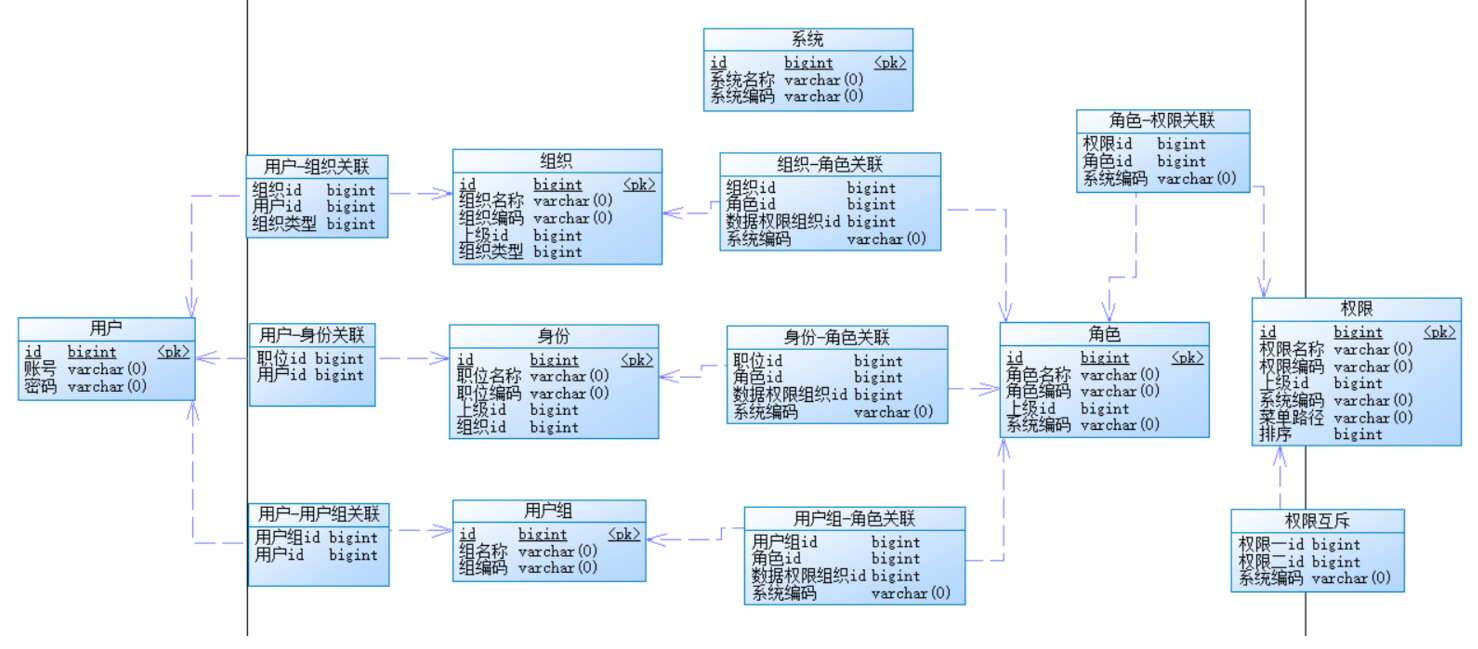 系统
id bigint <pk>
系统名称 varchar(0)
系统编码 varchar(0)
角色-权限关联
权限id bigint
角色id bigint
系统编码 varchar(0)
用户-组织关联
组织id bigint
用户id bigint
组织类型 bigint
组织
id bigint <pk>
组织名称 varchar(0)
组织编码 varchar(0)
上级id bigint
组织类型 bigint
组织-角色关联
组织id bigint
角色id bigint
数据权限组织id bigint
系统编码 varchar(0)
用户
id bigint <pk>
账号 varchar(0)
密码 varchar(0)
用户-身份关联
职位id bigint
用户id bigint
身份
id bigint <pk>
职位名称 varchar(0)
职位编码 varchar(0)
上级id bigint
组织id bigint
身份-角色关联
职位id bigint
角色id bigint
数据权限组织id bigint
系统编码 varchar(0)
角色
id bigint <pk>
角色名称 varchar(0)
角色编码 varchar(0)
上级id bigint
系统编码 varchar(0)
权限
id bigint <pk>
权限名称 varchar(0)
权限编码 varchar(0)
上级id bigint
系统编码 varchar(0)
菜单路径 varchar(0)
排序 bigint
用户-用户组关联
用户组id bigint
用户id bigint
用户组
id bigint <pk>
组名称 varchar(0)
组编码 varchar(0)
用户组-角色关联
用户组id bigint
角色id bigint
数据权限组织id bigint
系统编码 varchar(0)
权限互斥
权限一id bigint
权限二id bigint
系统编码 varchar(0)